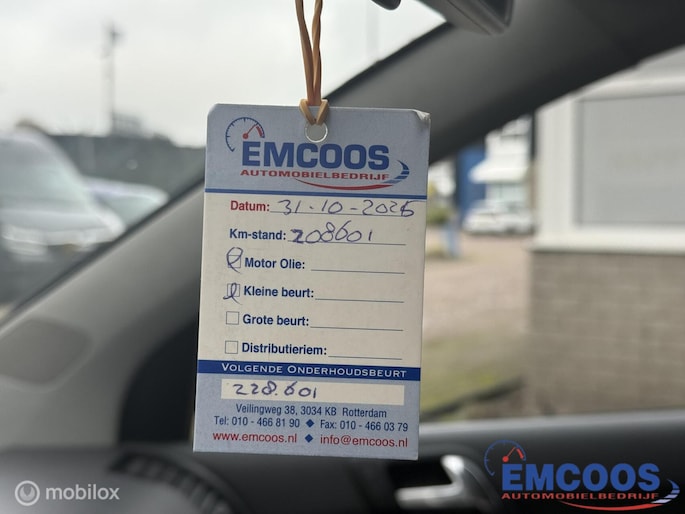 EMCOOS
AUTOMOBIELBEDRIJF
Datum: 31-10-2025
Km-stand: 208601
Motor Olie:
Kleine beurt:
Grote beurt:
Distributieriem:
VOLGENDE ONDERHOUDSBEURT
228.601
Veilingweg 38, 3034 KB Rotterdam
Tel: 010 - 466 81 90 ◆ Fax: 010 - 466 03 79
www.emcoos.nl ◆ info@emcoos.nl
mobilox
EMCOOS
AUTOMOBIELBEDRIJF